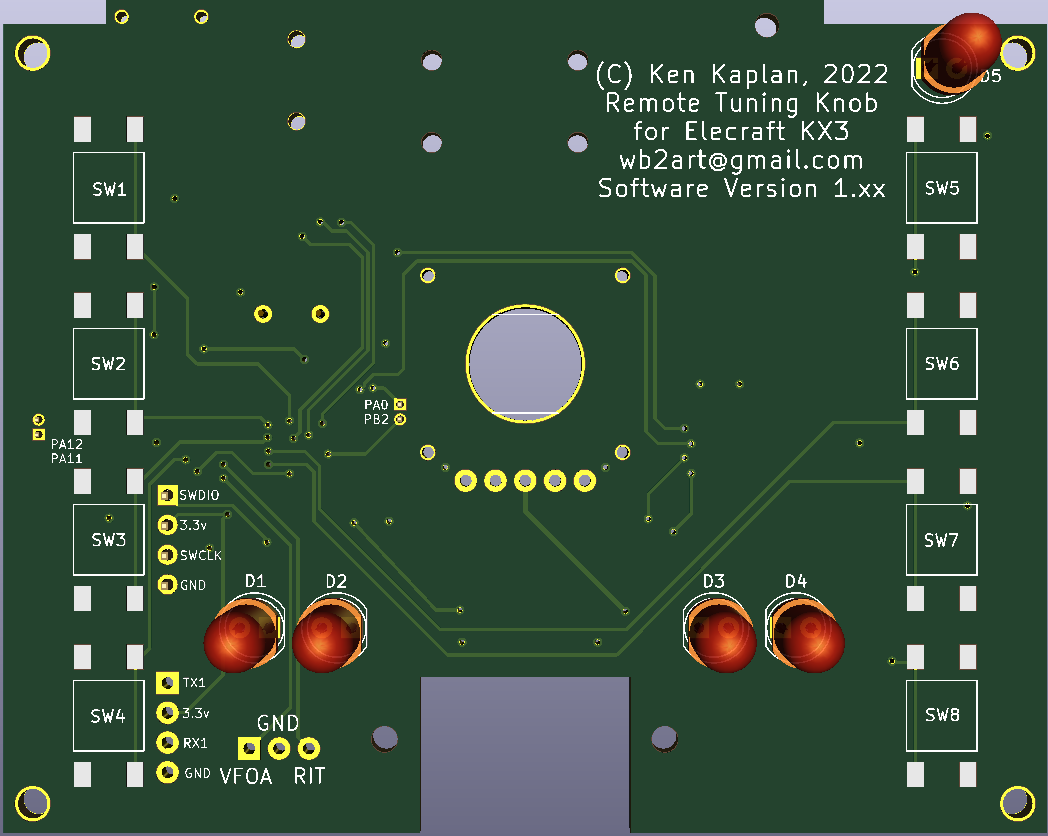 (C) Ken Kaplan, 2022
Remote Tuning Knob
for Elecraft KX3
wb2art@gmail.com
Software Version 1.xx
D5
SW1
SW5
SW2
SW6
PA0
PB2
PA12
PA11
SWDIO
3.3v
SWCLK
GND
SW3
SW7
D1
D2
D3
D4
TX1
3.3v
RX1
GND
SW4
SW8
GND
VFOA
RIT